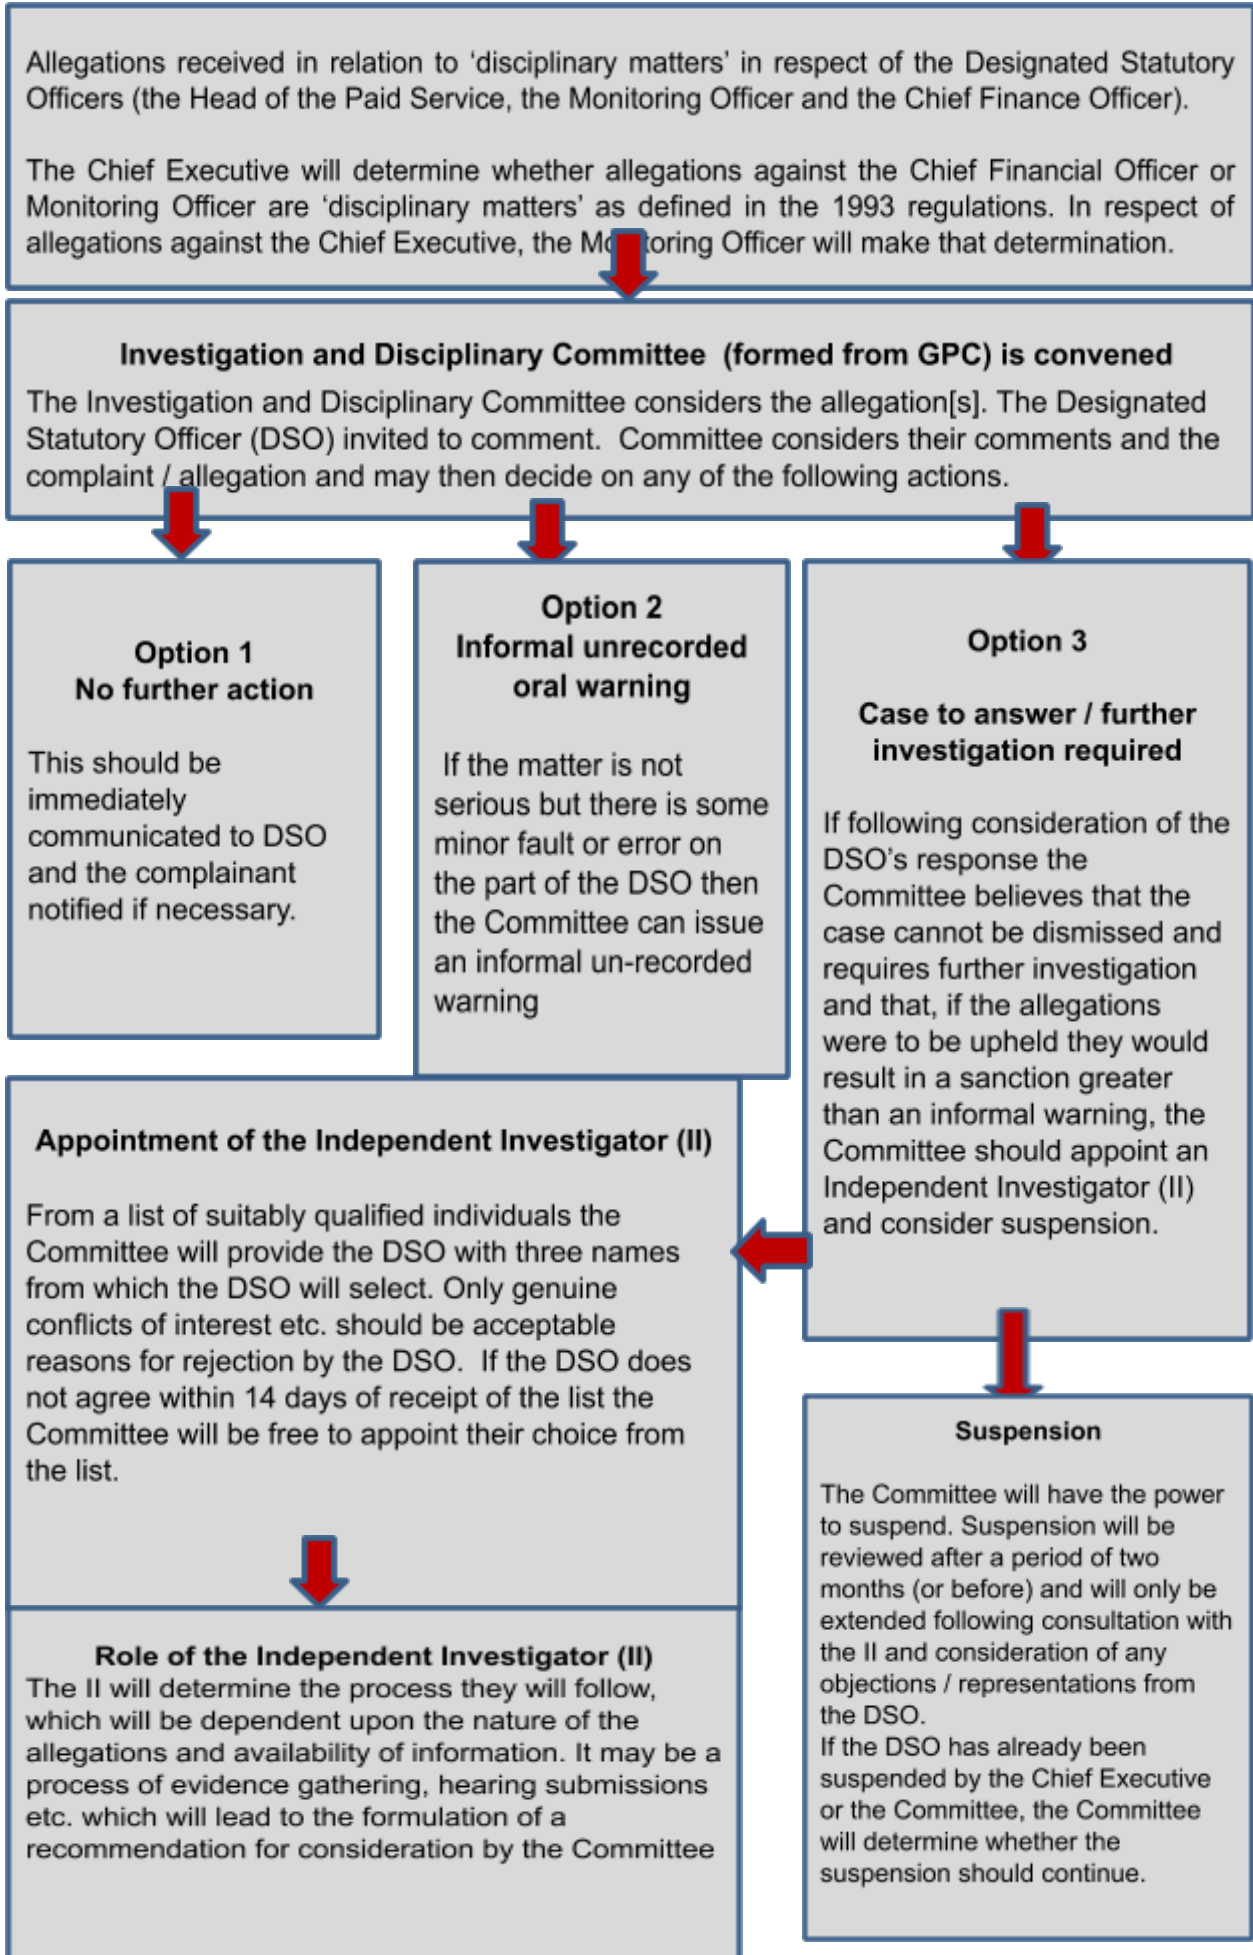 Allegations received in relation to ‘disciplinary matters’ in respect of the Designated Statutory
Officers (the Head of the Paid Service, the Monitoring Officer and the Chief Finance Officer).
The Chief Executive will determine whether allegations against the Chief Financial Officer or
Monitoring Officer are ‘disciplinary matters’ as defined in the 1993 regulations. In respect of
allegations against the Chief Executive, the Monitoring Officer will make that determination.
Investigation and Disciplinary Committee (formed from GPC) is convened
The Investigation and Disciplinary Committee considers the allegation[s]. The Designated
Statutory Officer (DSO) invited to comment. Committee considers their comments and the
complaint / allegation and may then decide on any of the following actions.
Option 1
No further action
This should be
immediately
communicated to DSO
and the complainant
notified if necessary.
Option 2
Informal unrecorded
oral warning
If the matter is not
serious but there is some
minor fault or error on
the part of the DSO then
the Committee can issue
an informal un-recorded
warning
Option 3
Case to answer / further
investigation required
If following consideration of the
DSO’s response the
Committee believes that the
case cannot be dismissed and
requires further investigation
and that, if the allegations
were to be upheld they would
result in a sanction greater
than an informal warning, the
Committee should appoint an
Independent Investigator (II)
and consider suspension.
Appointment of the Independent Investigator (II)
From a list of suitably qualified individuals the
Committee will provide the DSO with three names
from which the DSO will select. Only genuine
conflicts of interest etc. should be acceptable
reasons for rejection by the DSO. If the DSO does
not agree within 14 days of receipt of the list the
Committee will be free to appoint their choice from
the list.
Suspension
The Committee will have the power
to suspend. Suspension will be
reviewed after a period of two
months (or before) and will only be
extended following consultation with
the II and consideration of any
objections / representations from
the DSO.
If the DSO has already been
suspended by the Chief Executive
or the Committee, the Committee
will determine whether the
suspension should continue.
Role of the Independent Investigator (II)
The II will determine the process they will follow,
which will be dependent upon the nature of the
allegations and availability of information. It may be a
process of evidence gathering, hearing submissions
etc. which will lead to the formulation of a
recommendation for consideration by the Committee